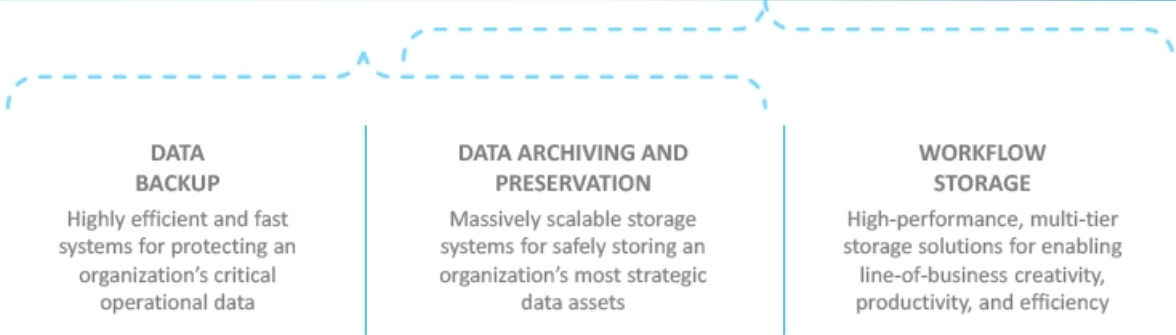 DATA
BACKUP
Highly efficient and fast
systems for protecting an
organization's critical
operational data
DATA ARCHIVING AND
PRESERVATION
Massively scalable storage
systems for safely storing an
organization's most strategic
data assets
WORKFLOW
STORAGE
High-performance, multi-tier
storage solutions for enabling
line-of-business creativity,
productivity, and efficiency